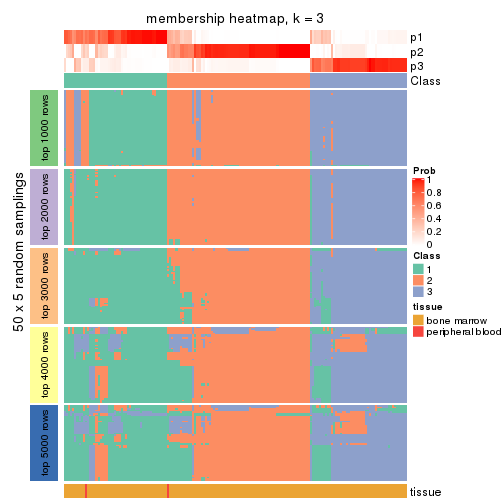 membership heatmap, k = 3
p1
p2
p3
Class
50 x 5 random samplings
top 1000 rows
top 2000 rows
top 3000 rows
top 4000 rows
top 5000 rows
Prob
1
0.8
0.6
0.4
0.2
0
Class
1
2
3
tissue
bone marrow
peripheral blood
tissue